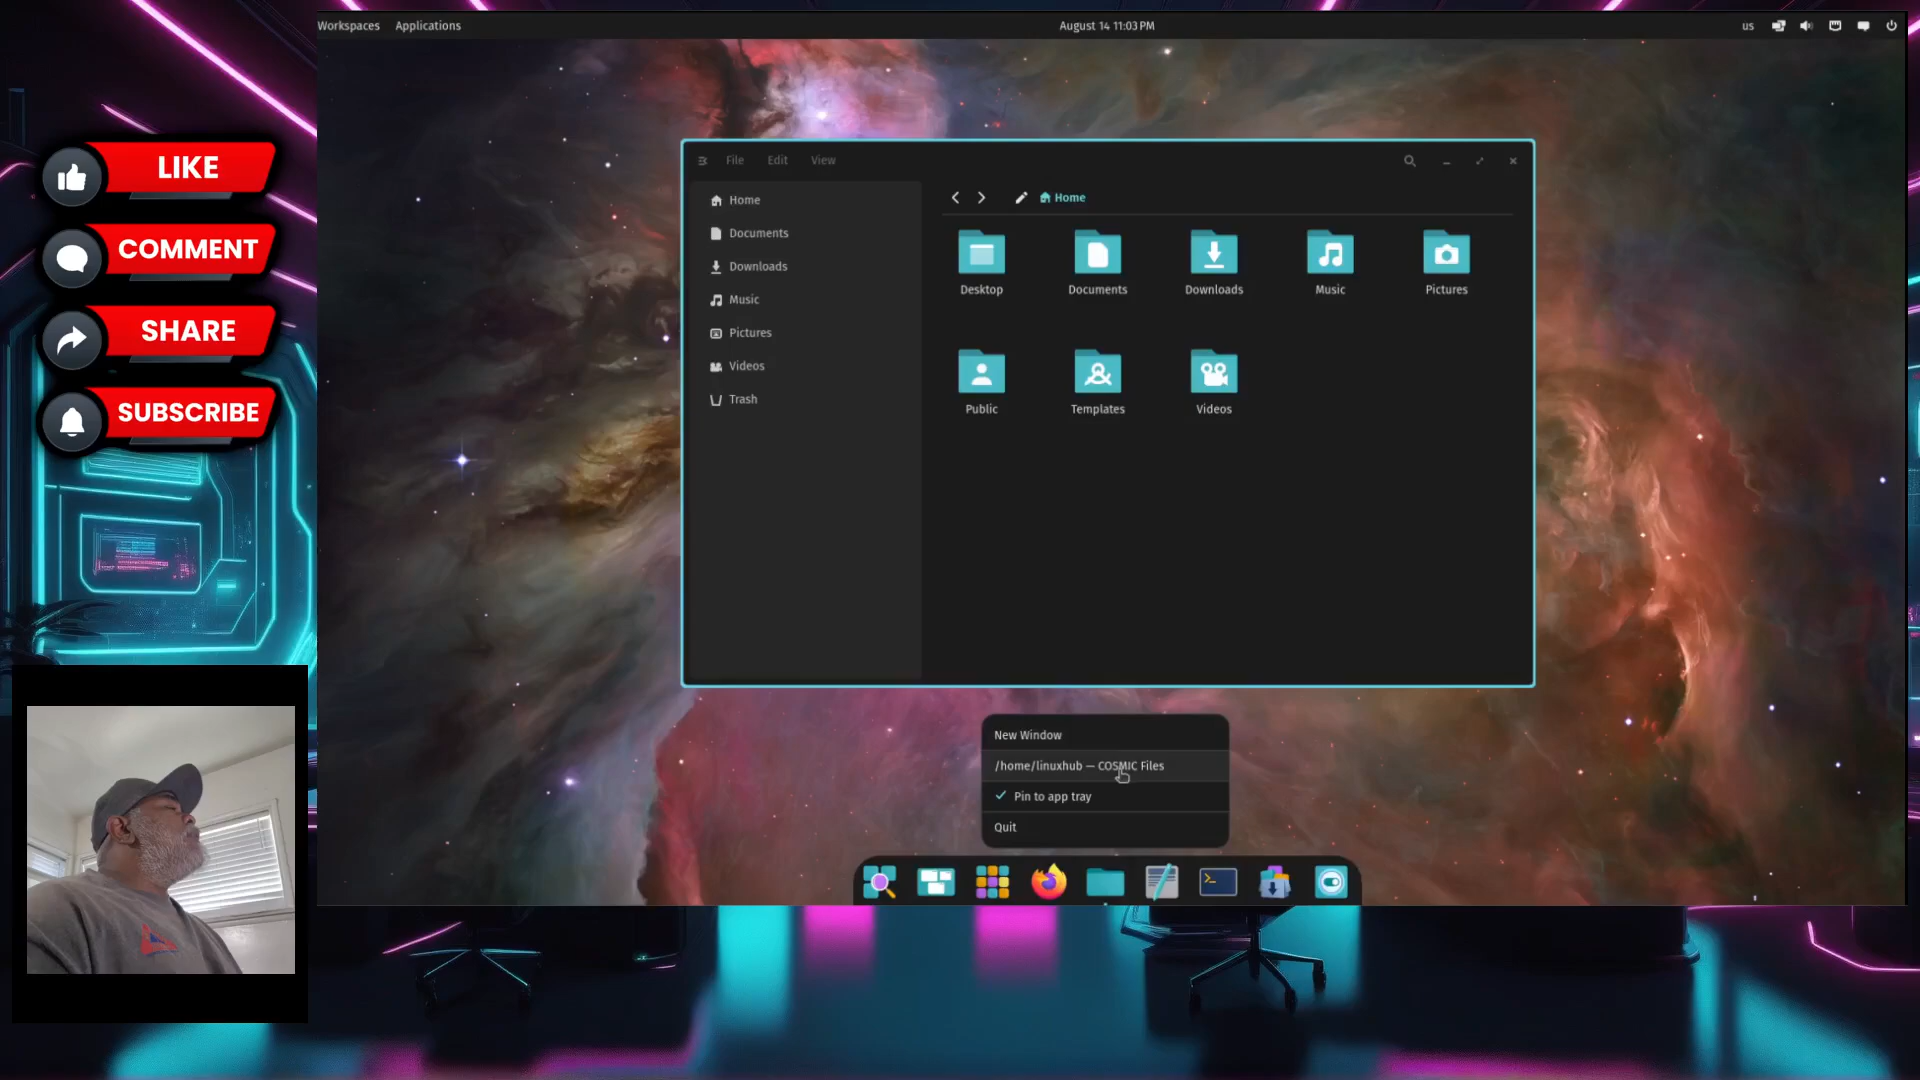 Workspaces Applications August 14 11:03 PM us
LIKE
COMMENT
SHARE
SUBSCRIBE
File Edit View
Home
Documents
Downloads
Music
Pictures
Videos
Trash
Home
Desktop Documents Downloads Music Pictures
Public Templates Videos
New Window
/home/linuxhub — COSMIC Files
Pin to app tray
Quit